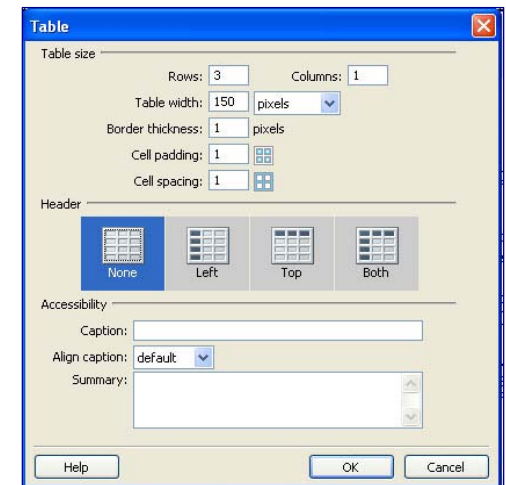 Table
Table size
Rows: 3 Columns: 1
Table width: 150 pixels
Border thickness: 1 pixels
Cell padding: 1
Cell spacing: 1
Header
None Left Top Both
Accessibility
Caption:
Align caption: default
Summary:
Help OK Cancel